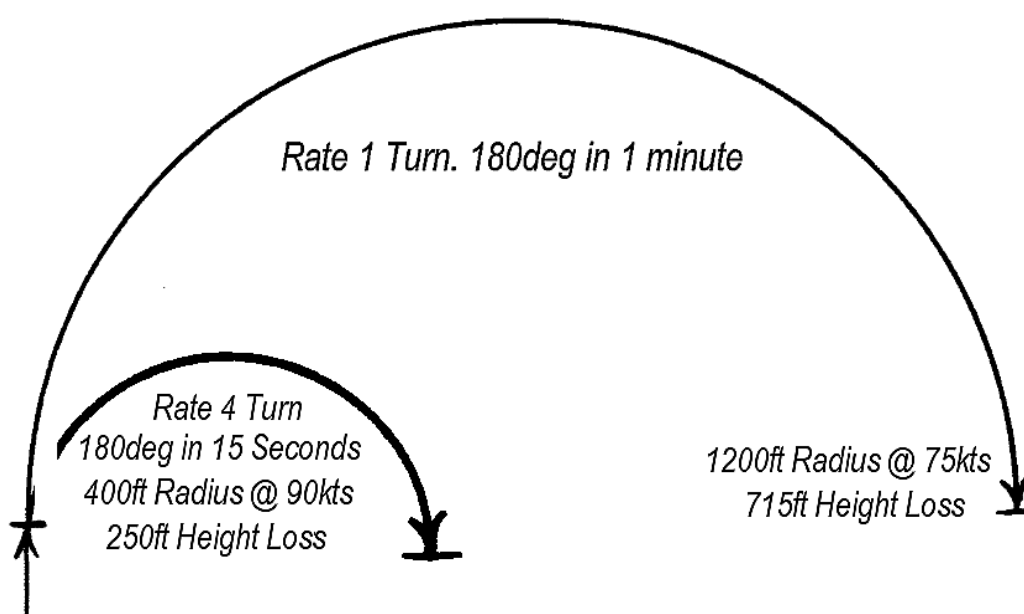 Rate 1 Turn. 180deg in 1 minute
Rate 4 Turn
180deg in 15 Seconds
400ft Radius @ 90kts
250ft Height Loss
1200ft Radius @ 75kts
715ft Height Loss